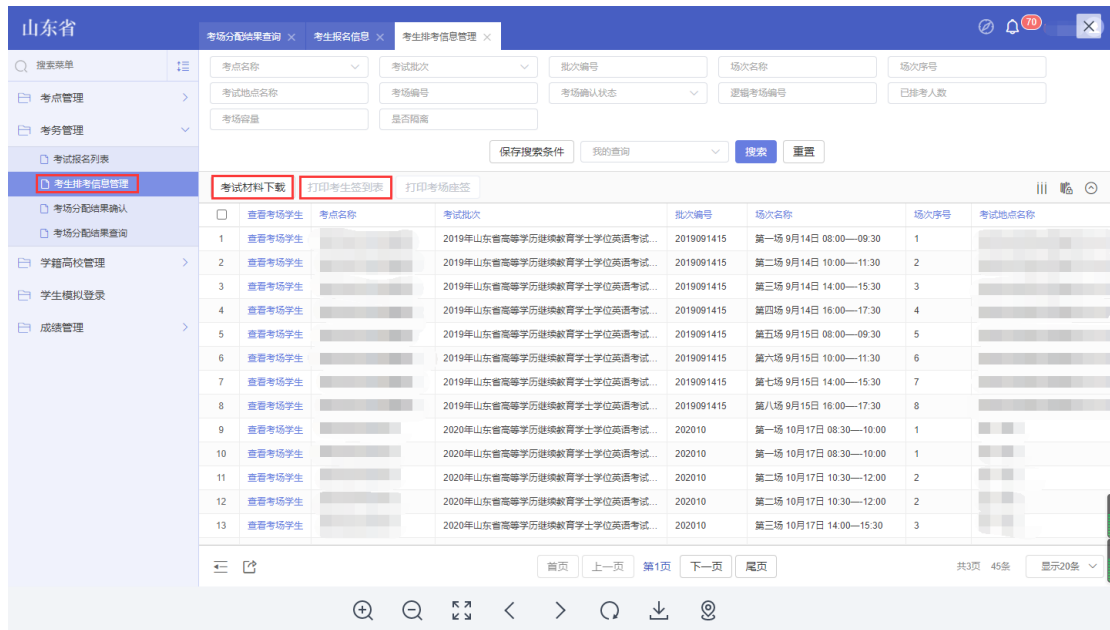 山东省
考场分配结果查询 考生报名信息 考生排考信息管理 70
搜索菜单
考点管理
考务管理
考试报名列表
考生排考信息管理
考场分配结果确认
考场分配结果查询
学籍高校管理
学生模拟登录
成绩管理
考点名称 考试批次 批次编号 场次名称 场次序号
考试地点名称 考场编号 考场确认状态 逻辑考场编号 已排考人数
考场容量 是否隔离
保存搜索条件 我的查询 搜索 重置
考试材料下载 打印考生签到表 打印考场座签
查看考场学生 考点名称 考试批次 批次编号 场次名称 场次序号 考试地点名称
1 查看考场学生 2019年山东省高等学历继续教育学士学位英语考试... 2019091415 第一场 9月14日 08:00-—09:30 1
2 查看考场学生 2019年山东省高等学历继续教育学士学位英语考试... 2019091415 第二场 9月14日 10:00-—11:30 2
3 查看考场学生 2019年山东省高等学历继续教育学士学位英语考试... 2019091415 第三场 9月14日 14:00-—15:30 3
4 查看考场学生 2019年山东省高等学历继续教育学士学位英语考试... 2019091415 第四场 9月14日 16:00-—17:30 4
5 查看考场学生 2019年山东省高等学历继续教育学士学位英语考试... 2019091415 第五场 9月15日 08:00-—09:30 5
6 查看考场学生 2019年山东省高等学历继续教育学士学位英语考试... 2019091415 第六场 9月15日 10:00-—11:30 6
7 查看考场学生 2019年山东省高等学历继续教育学士学位英语考试... 2019091415 第七场 9月15日 14:00-—15:30 7
8 查看考场学生 2019年山东省高等学历继续教育学士学位英语考试... 2019091415 第八场 9月15日 16:00-—17:30 8
9 查看考场学生 2020年山东省高等学历继续教育学士学位英语考试... 202010 第一场 10月17日 08:30-—10:00 1
10 查看考场学生 2020年山东省高等学历继续教育学士学位英语考试... 202010 第一场 10月17日 08:30-—10:00 1
11 查看考场学生 2020年山东省高等学历继续教育学士学位英语考试... 202010 第二场 10月17日 10:30-—12:00 2
12 查看考场学生 2020年山东省高等学历继续教育学士学位英语考试... 202010 第二场 10月17日 10:30-—12:00 2
13 查看考场学生 2020年山东省高等学历继续教育学士学位英语考试... 202010 第三场 10月17日 14:00—15:30 3
首页 上一页 第1页 下一页 尾页 共3页 45条 显示20条